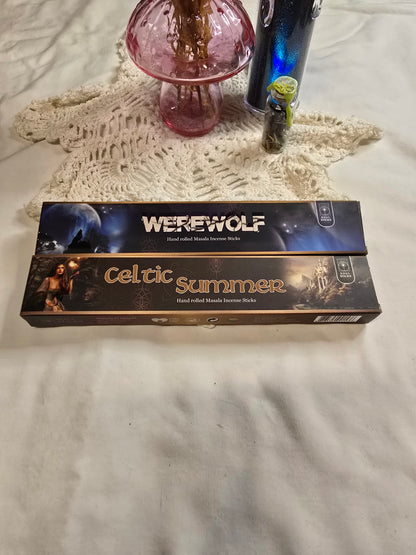 WEREWOLF
Hand rolled Masala Incense Sticks
Celtic Summer
Hand rolled Masala Incense Sticks